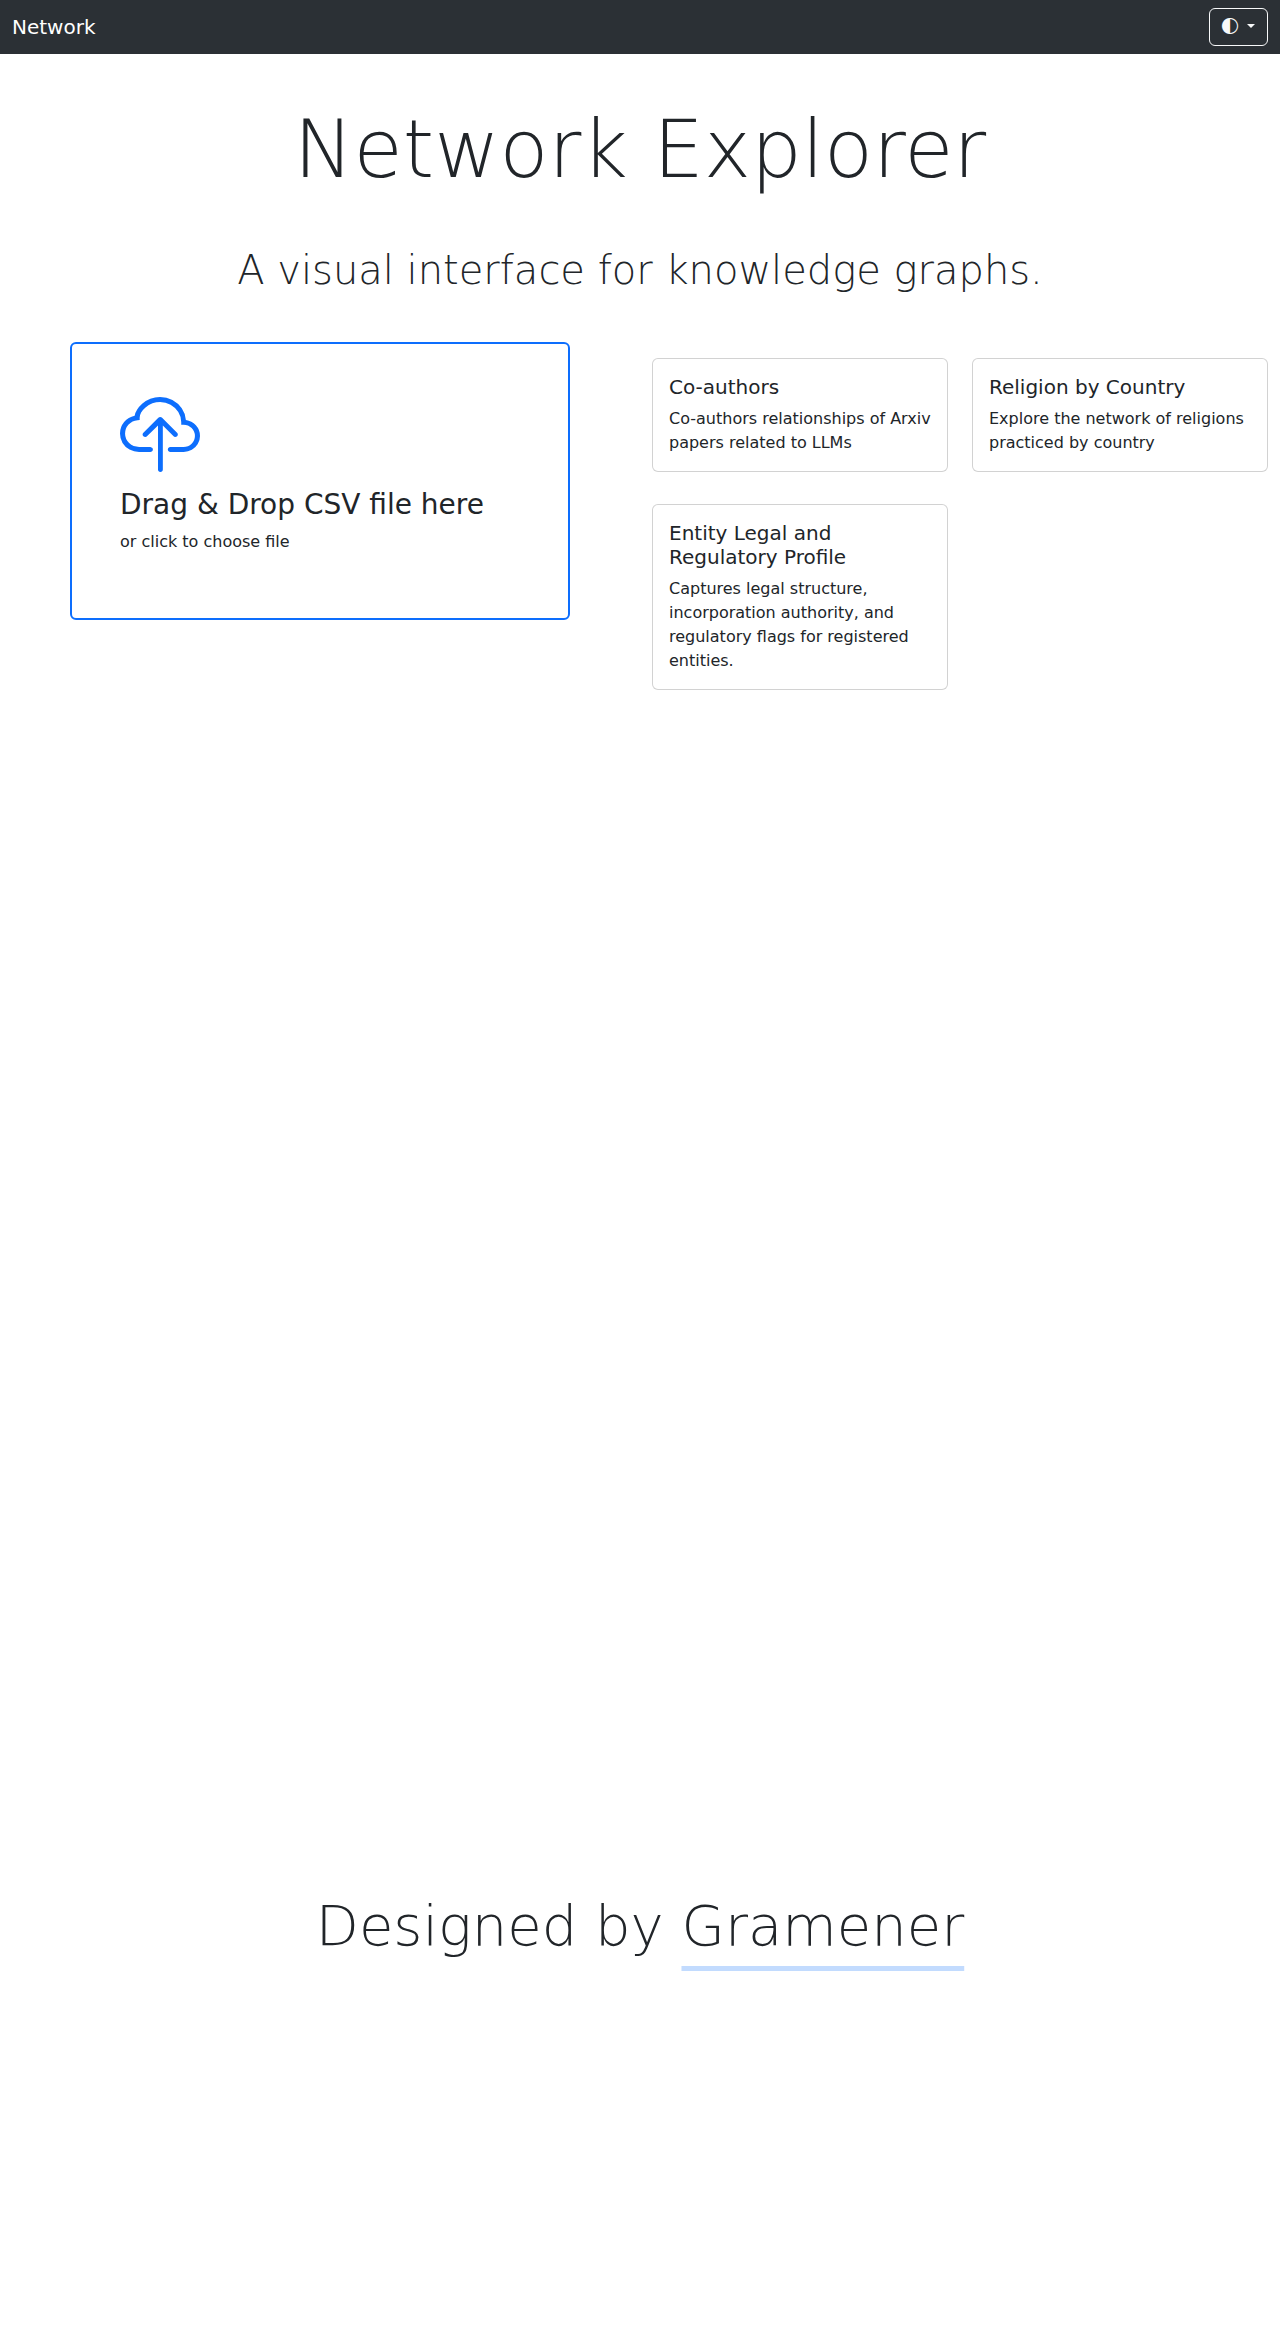 Network
Network Explorer
A visual interface for knowledge graphs.
Drag & Drop CSV file here
or click to choose file
Co-authors
Co-authors relationships of Arxiv
papers related to LLMs
Religion by Country
Explore the network of religions
practiced by country
Entity Legal and
Regulatory Profile
Captures legal structure,
incorporation authority, and
regulatory flags for registered
entities.
Designed by Gramener